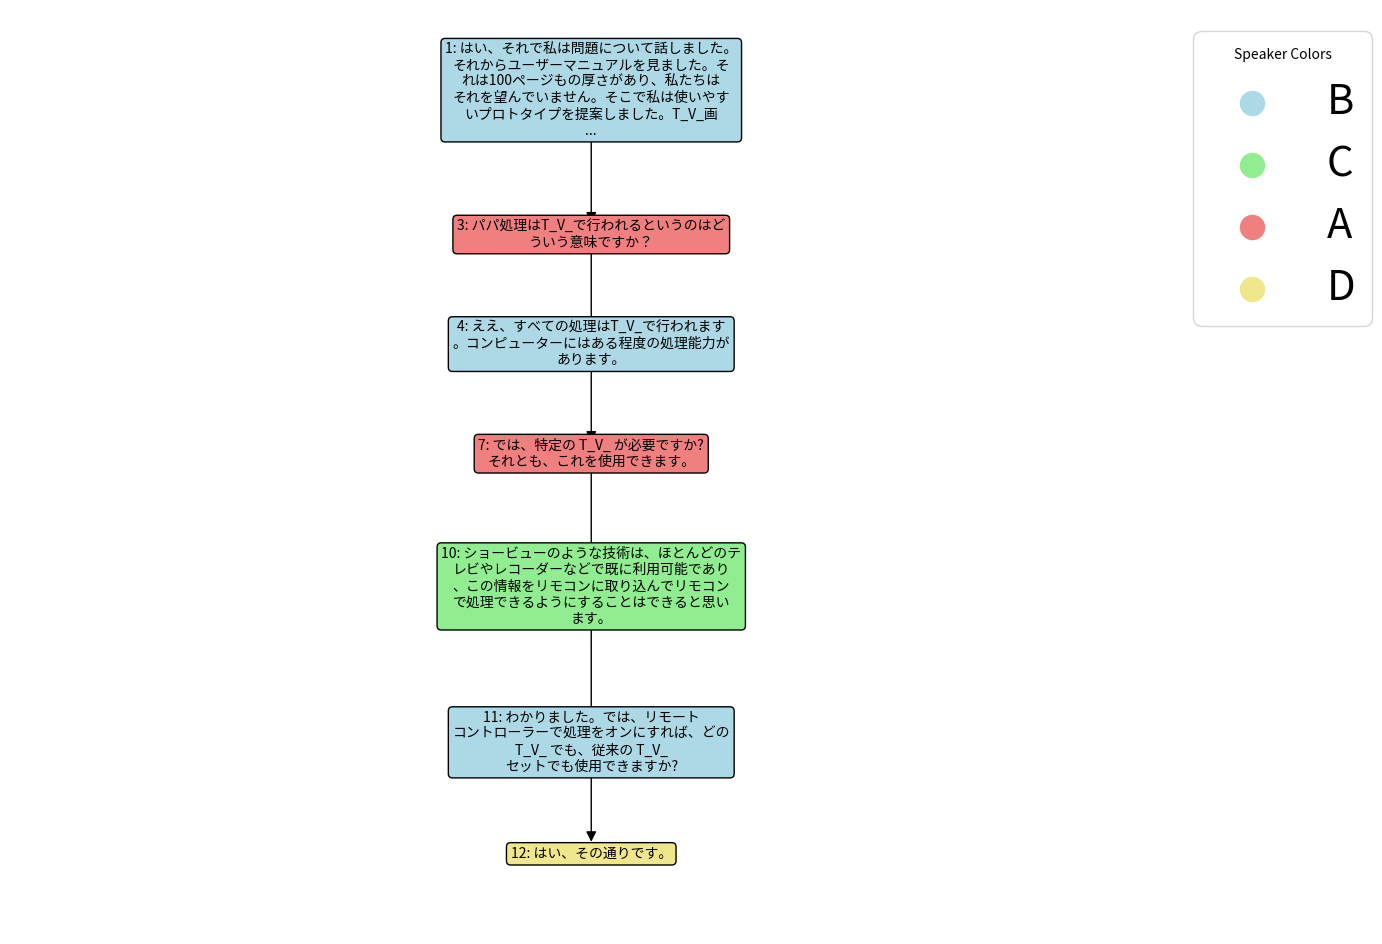 1: はい、それで私は問題について話しました。
それからユーザーマニュアルを見ました。そ
れは100ページもの厚さがあり、私たちは
それを望んでいません。そこで私は使いやす
いプロトタイプを提案しました。T_V_画
...
3: パパ処理はT_V_で行われるというのはど
ういう意味ですか？
4: ええ、すべての処理はT_V_で行われます
。コンピューターにはある程度の処理能力が
あります。
7: では、特定の T_V_ が必要ですか?
それとも、これを使用できます。
10: ショービューのような技術は、ほとんどのテ
レビやレコーダーなどで既に利用可能であり
、この情報をリモコンに取り込んでリモコン
で処理できるようにすることはできると思い
ます。
11: わかりました。では、リモート
コントローラーで処理をオンにすれば、どの
T_V_ でも、従来の T_V_
セットでも使用できますか?
12: はい、その通りです。
Speaker Colors
B
C
A
D